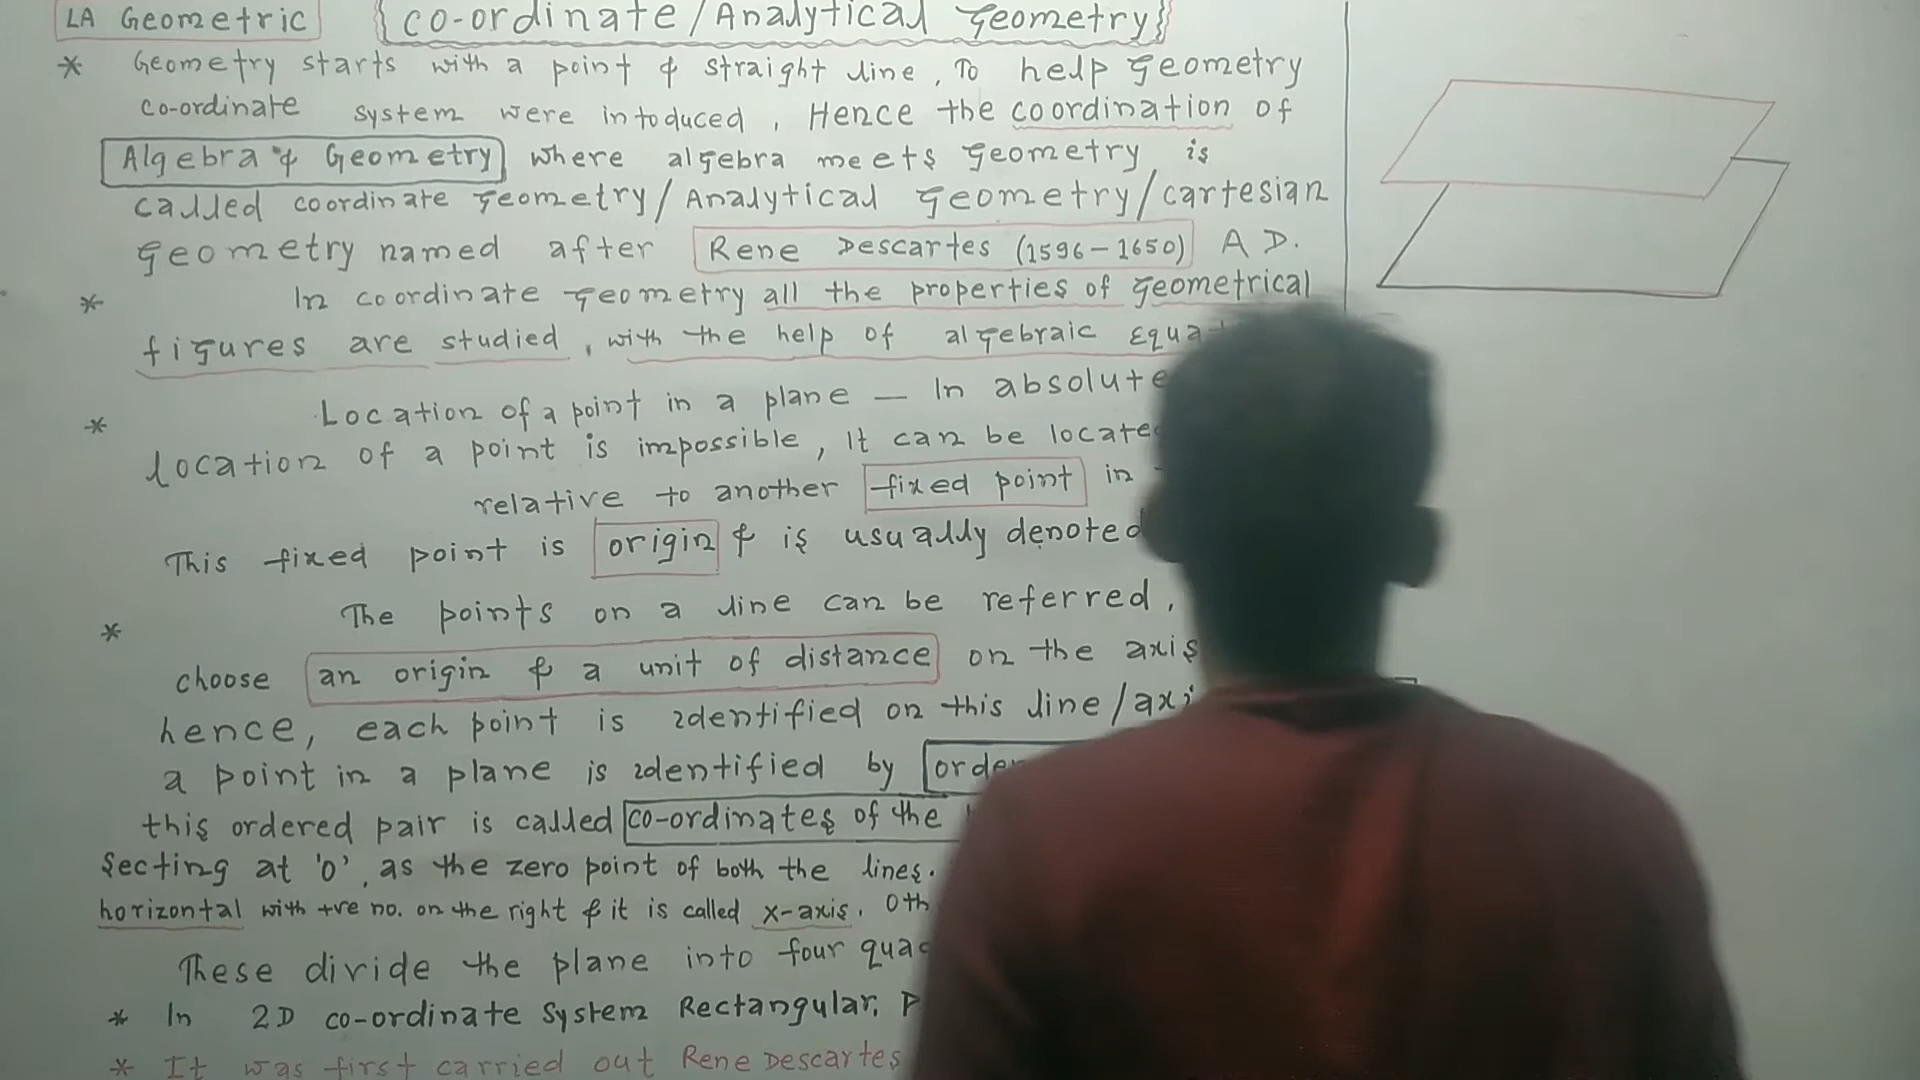 LA Geometric {co-ordinate/Analytical Geometry}
* Geometry starts with a point & straight line, To help geometry
co-ordinate system were intoduced, Hence the coordination of
Algebra & Geometry where algebra meets geometry is
called coordinate geometry/Analytical geometry/cartesian
geometry named after Rene Descartes (1596-1650) AD.
* In coordinate geometry all the properties of geometrical
figures are studied, with the help of algebraic
Location of a point in a plane — In absolute
* location of a point is impossible, It can be
relative to another fixed point in
This fixed point is origin & is usually denoted
The points on a line can be referred,
* choose an origin & a unit of distance on the axis
hence, each point is identified on this line/
a point in a plane is identified by
this ordered pair is called co-ordinates of the
secting at 'o', as the zero point of both the lines.
horizontal with +ve no. on the right & it is called x-axis.
These divide the plane into four
* In 2D co-ordinate System Rectangular,
* It was first carried out Rene Descartes